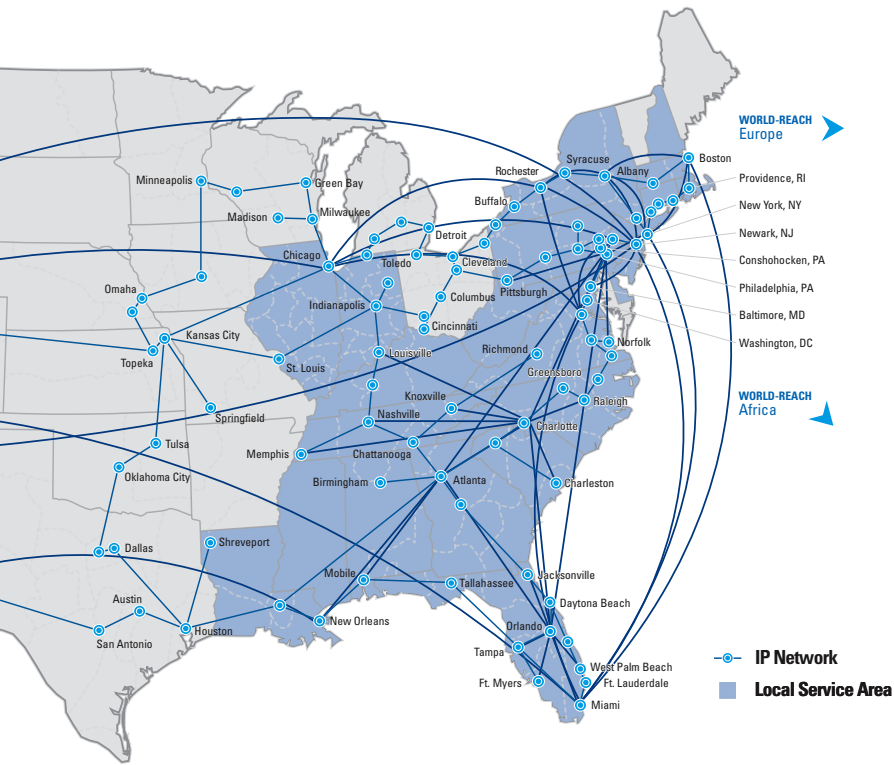 WORLD-REACH
Europe
Syracuse
Boston
Rochester
Albany
Providence, RI
Minneapolis
Green Bay
Buffalo
New York, NY
Madison
Milwaukee
Newark, NJ
Detroit
Chicago
Toledo
Cleveland
Conshohocken, PA
Omaha
Columbus
Pittsburgh
Philadelphia, PA
Indianapolis
Baltimore, MD
Cincinnati
Kansas City
Norfolk
Washington, DC
Topeka
Louisville
Richmond
St. Louis
Greensboro
WORLD-REACH
Africa
Knoxville
Raleigh
Springfield
Nashville
Charlotte
Tulsa
Memphis
Chattanooga
Oklahoma City
Birmingham
Atlanta
Charleston
Dallas
Shreveport
Mobile
Tallahassee
Jacksonville
Austin
Daytona Beach
New Orleans
Orlando
Houston
San Antonio
Tampa
IP Network
West Palm Beach
Ft. Myers
Ft. Lauderdale
Local Service Area
Miami